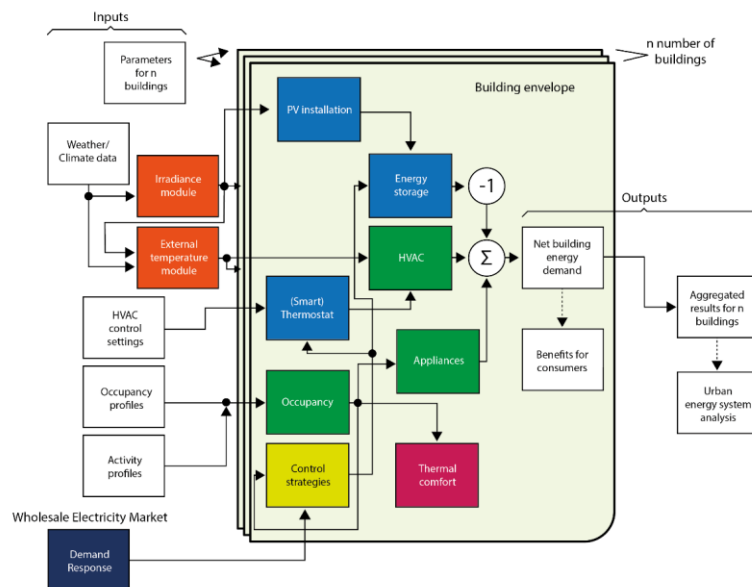 Inputs
Parameters
for n
buildings
n number of
buildings
Building envelope
PV installation
Weather/
Climate data
Irradiance
module
Energy
storage
-1
Outputs
External
temperature
module
HVAC
Σ
Net building
energy
demand
HVAC
control
settings
(Smart)
Thermostat
Aggregated
results for n
buildings
Appliances
Benefits for
consumers
Occupancy
profiles
Occupancy
Urban
energy system
analysis
Activity
profiles
Control
strategies
Thermal
comfort
Wholesale Electricity Market
Demand
Response